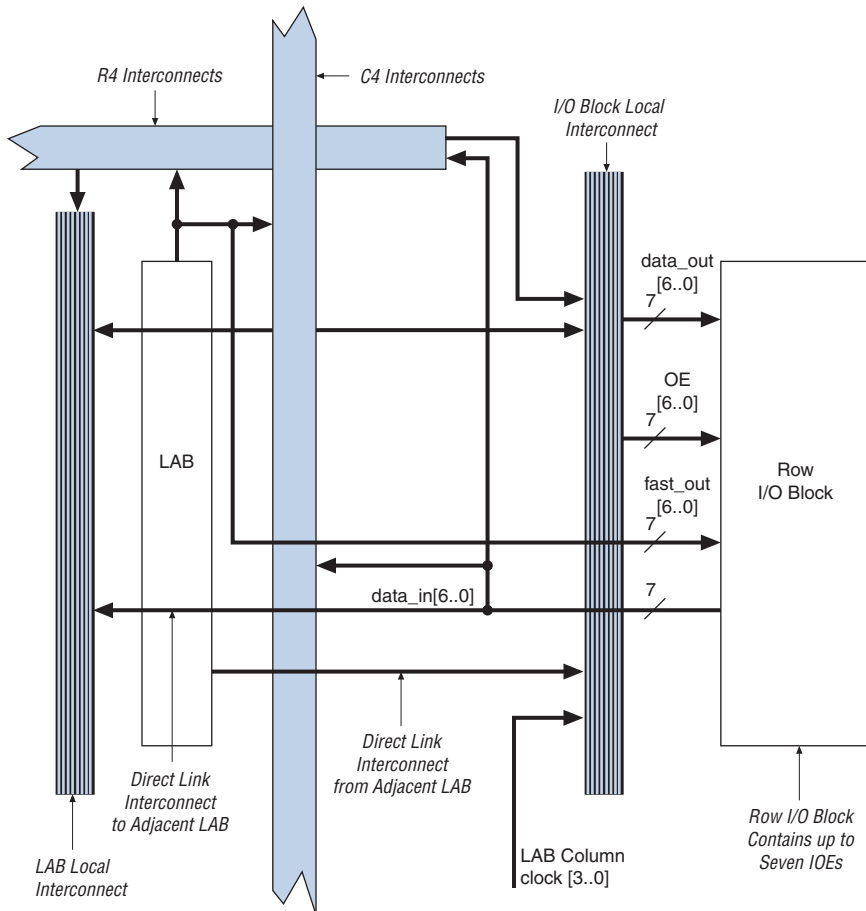 R4 Interconnects
C4 Interconnects
I/O Block Local
Interconnect
data_out
[6..0]
7
OE
[6..0]
7
LAB
Row
I/O Block
fast_out
[6..0]
7
data_in[6..0]
7
Direct Link
Interconnect
to Adjacent LAB
Direct Link
Interconnect
from Adjacent LAB
LAB Local
Interconnect
LAB Column
clock [3..0]
Row I/O Block
Contains up to
Seven IOEs